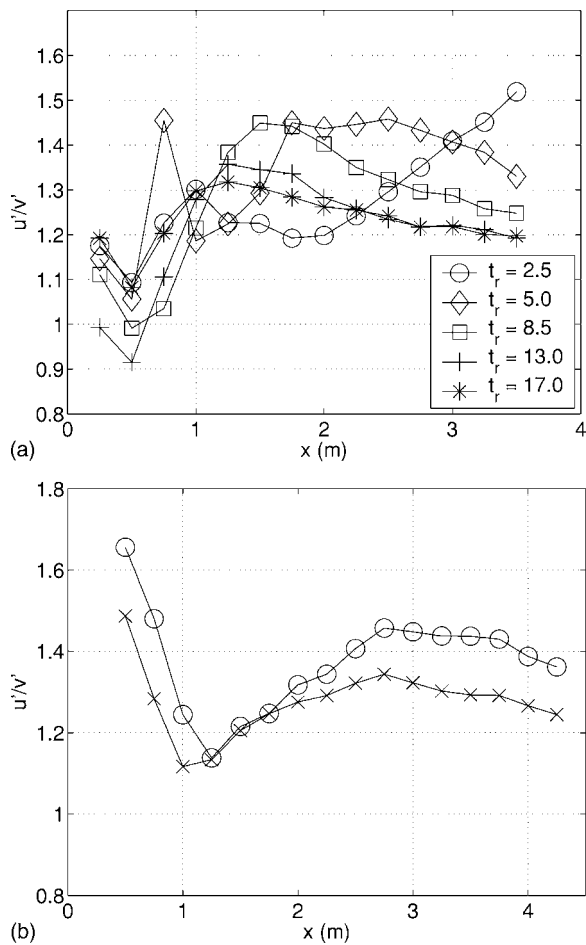 1.6
1.5
1.4
1.3
1.2
1.1
1
0.9
0.8
u'/v'
t_r = 2.5
t_r = 5.0
t_r = 8.5
t_r = 13.0
t_r = 17.0
0 1 2 3 4
(a) x (m)
1.8
1.6
1.4
1.2
1
0.8
u'/v'
0 1 2 3 4
(b) x (m)